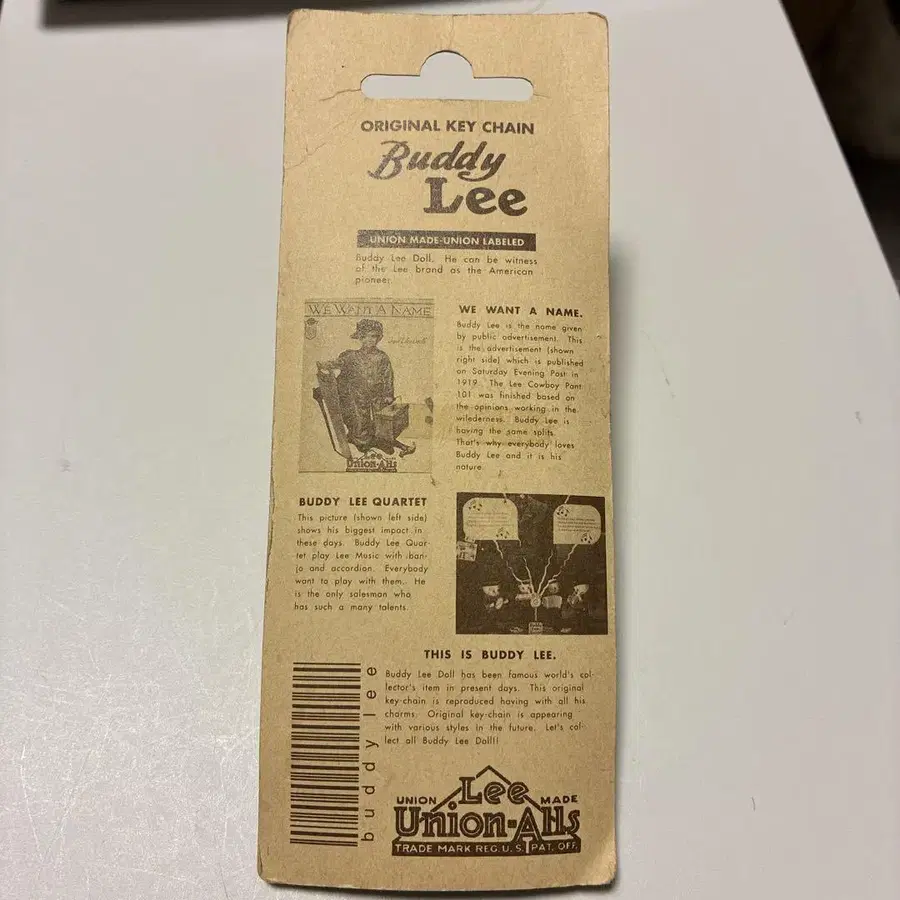 ORIGINAL KEY CHAIN
Buddy
Lee
UNION MADE-UNION LABELED
Buddy Lee Doll. He can be witness
of the Lee brand as the American
pioneer.
WE WANT A NAME
Lee
Union-Alls
WE WANT A NAME.
Buddy Lee is the name given
by public advertisement. This
is the advertisement (shown
right side) which is published
on Saturday Evening Post in
1919. The Lee Cowboy Pant
101 was finished based on
the opinions working in the
wilederness. Buddy Lee is
having the same splits.
That's why everybody loves
Buddy Lee and it is his
nature.
BUDDY LEE QUARTET
This picture (shown left side)
shows his biggest impact in
these days. Buddy Lee Quar-
tet play Lee Music with ban-
jo and accordion. Everybody
want to play with them. He
is the only salesman who
has such a many talents.
THIS IS BUDDY LEE.
Buddy Lee Doll has been famous world's col-
lector's item in present days. This original
key-chain is reproduced having with all his
charms. Original key-chain is appearing
with various styles in the future. Let's col-
lect all Buddy Lee Doll!!
buddy lee
UNION Lee MADE
Union-Alls
TRADE MARK REG. U.S. PAT. OFF.